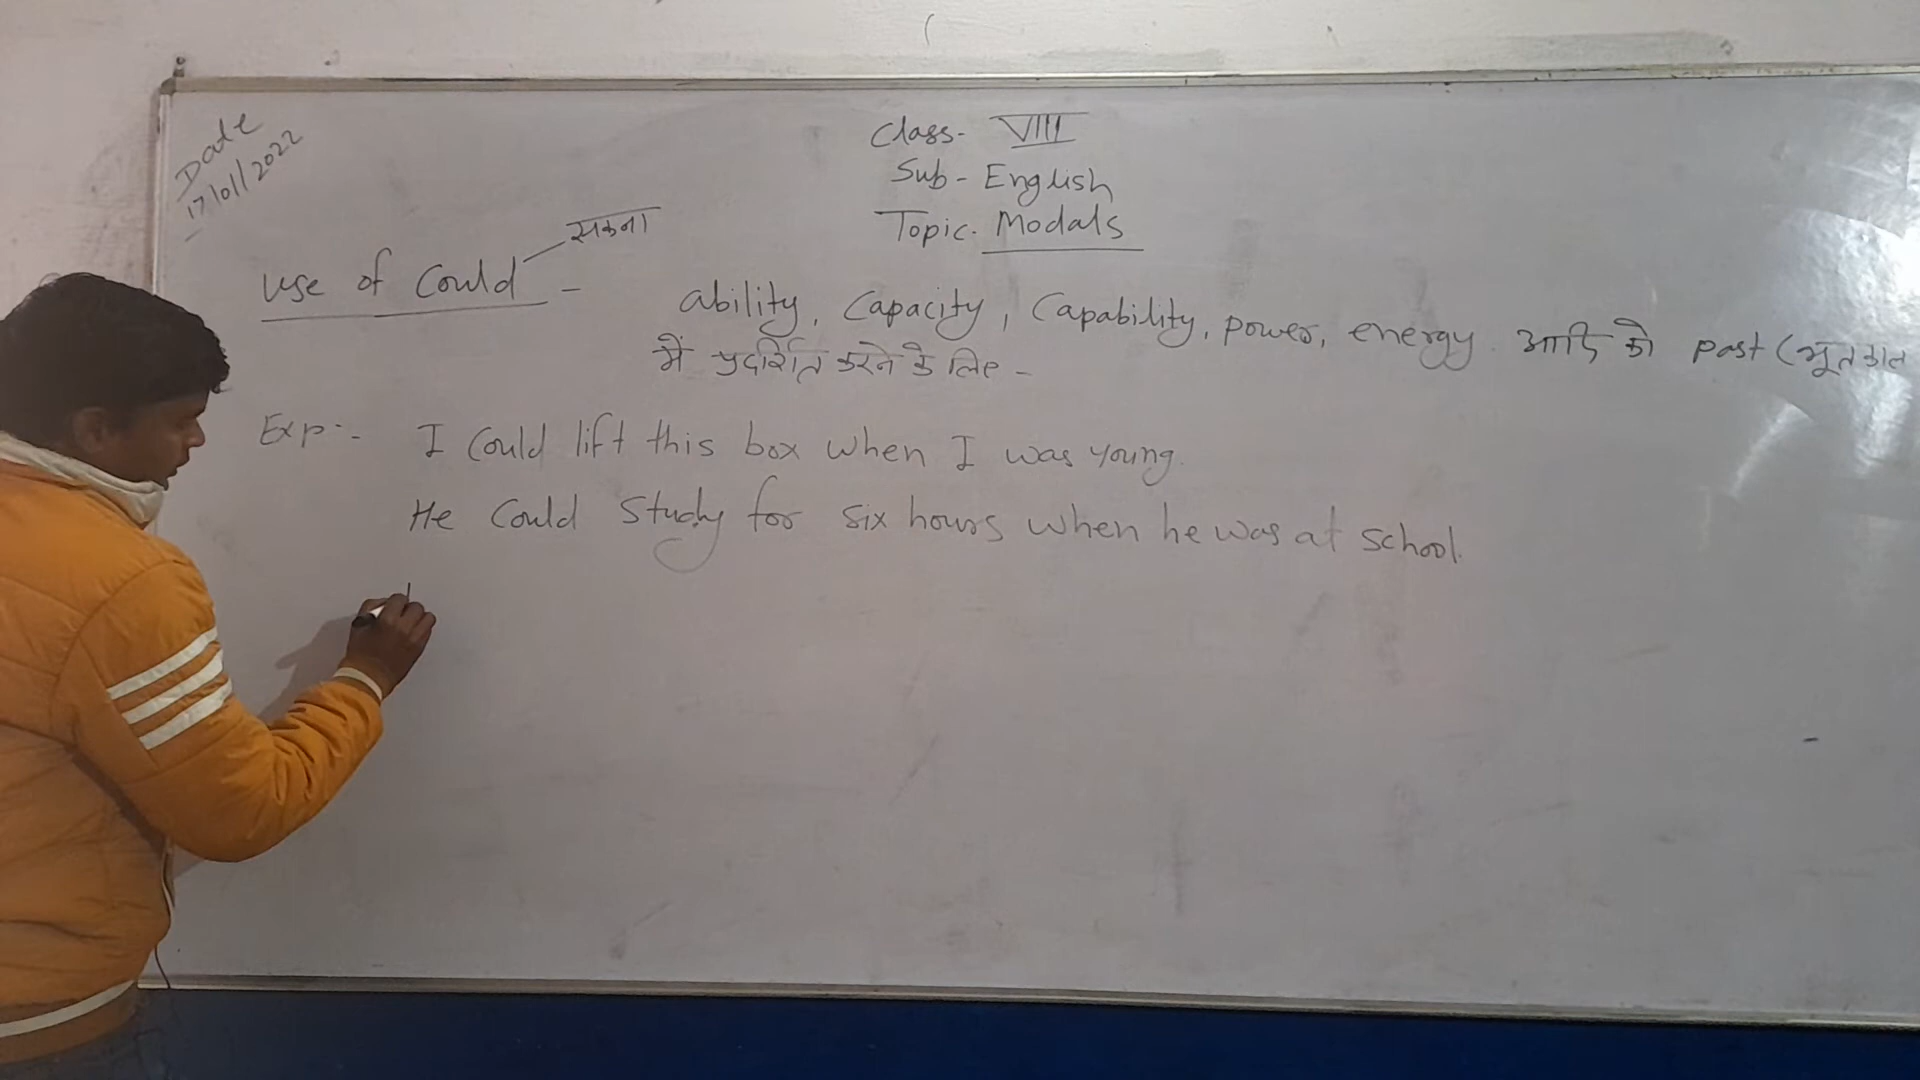 Date
17/01/2022
Class- VIII
Sub- English
Topic. Modals
सकना
Use of Could -
ability, Capacity, Capability, power, energy आदि को past (भूतकाल
में प्रदर्शित करने के लिए -
Exp:- I Could lift this box when I was young.
He Could Study for six hours when he was at School.